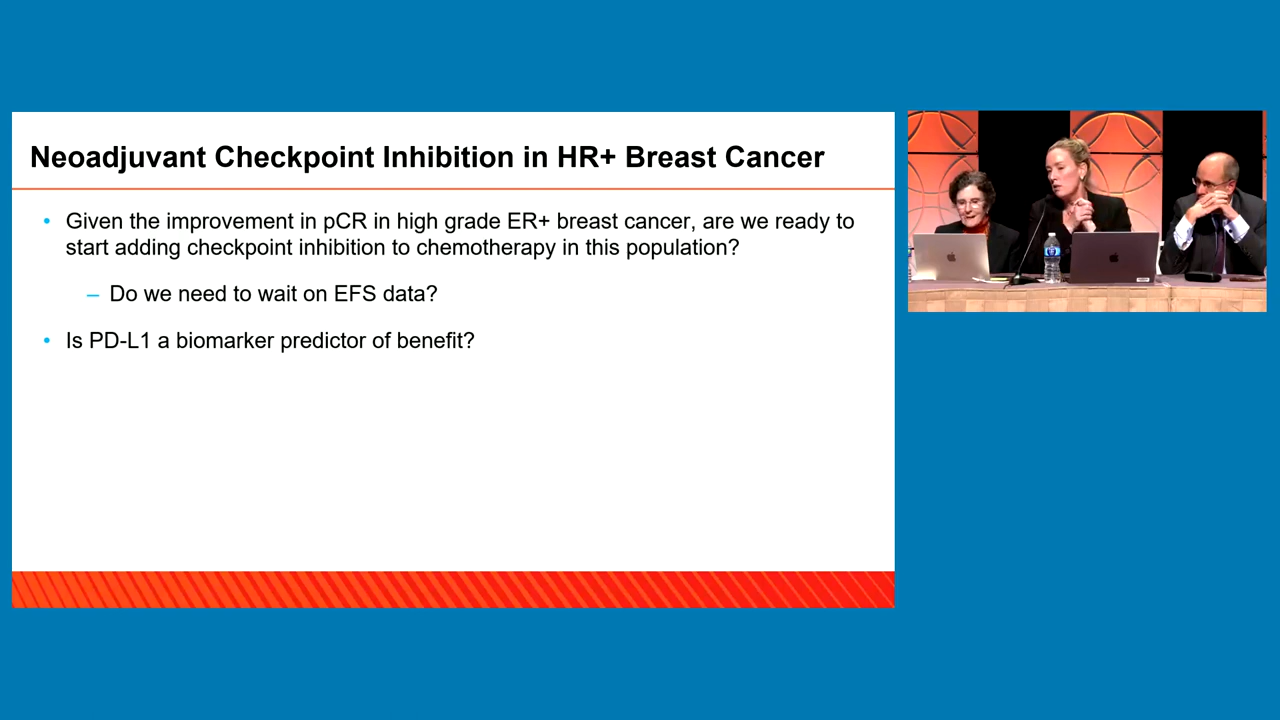 Neoadjuvant Checkpoint Inhibition in HR+ Breast Cancer
• Given the improvement in pCR in high grade ER+ breast cancer, are we ready to
start adding checkpoint inhibition to chemotherapy in this population?
– Do we need to wait on EFS data?
• Is PD-L1 a biomarker predictor of benefit?